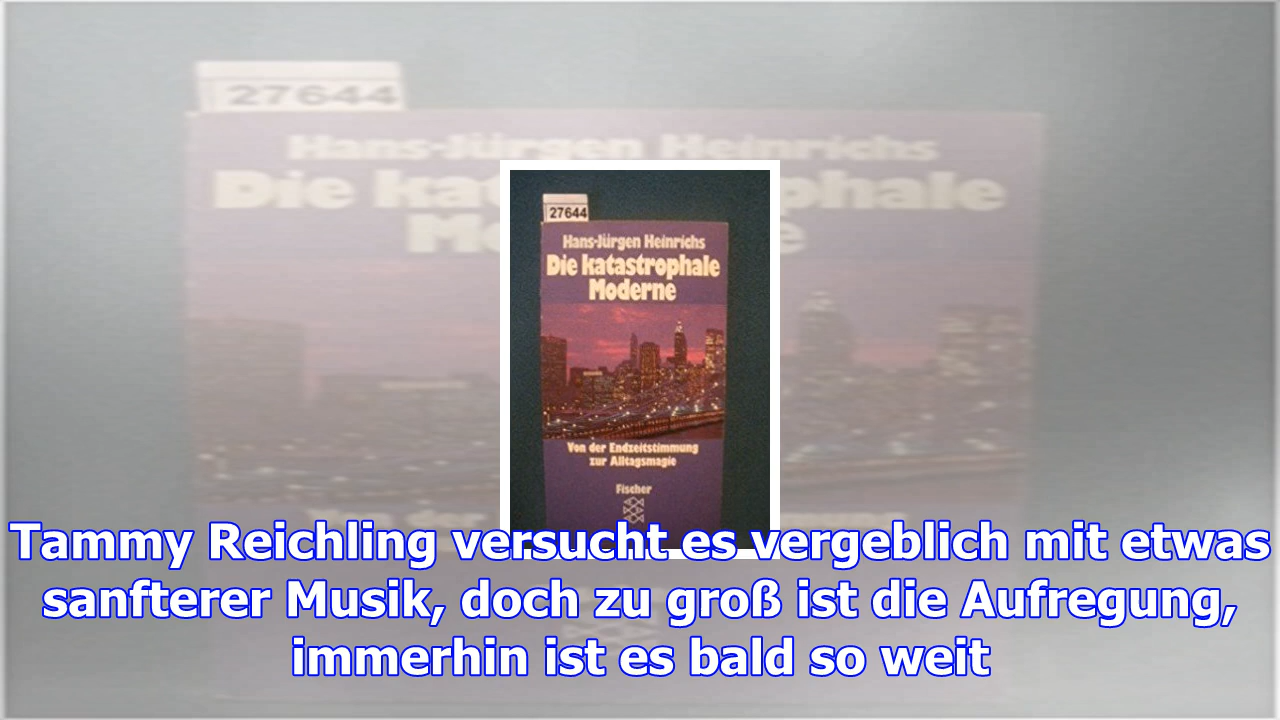 27644
Hans-Jürgen Heinrichs
Die katastrophale
Moderne
Von der Endzeitstimmung
zur Alltagsmagie
Fischer
Tammy Reichling versucht es vergeblich mit etwas
sanfterer Musik, doch zu groß ist die Aufregung,
immerhin ist es bald so weit